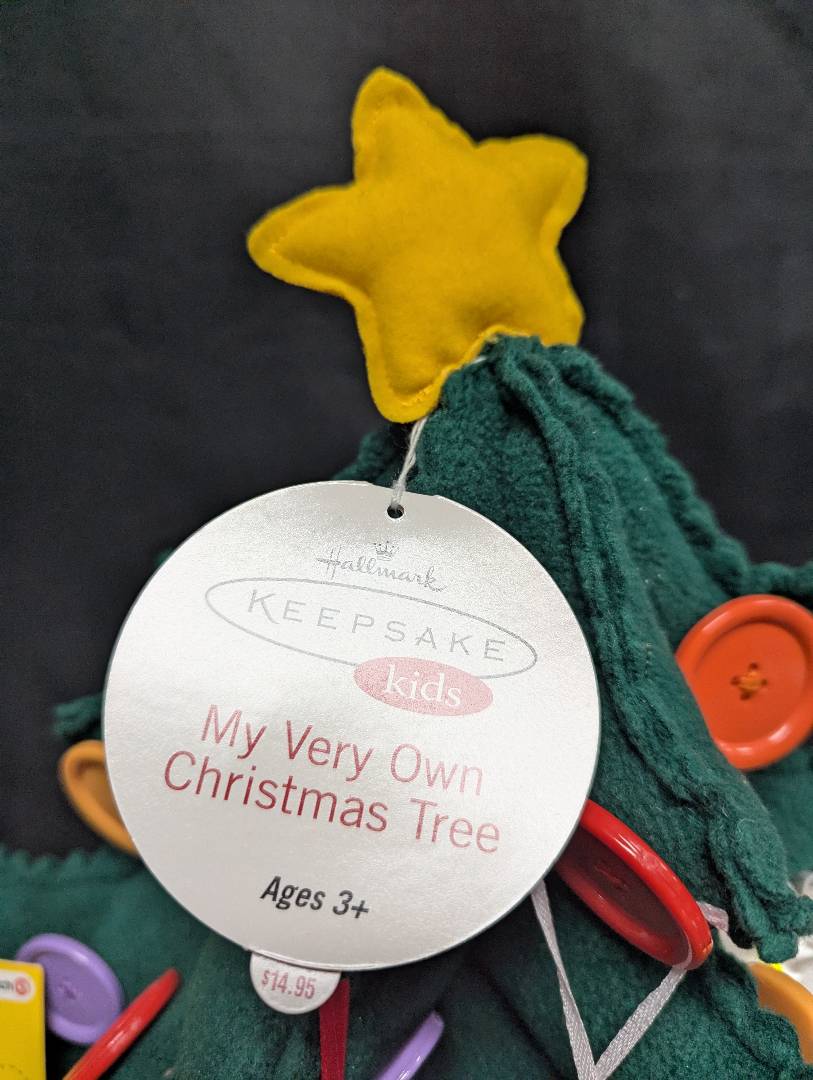 Hallmark
KEEPSAKE
kids
My Very Own
Christmas Tree
Ages 3+
$14.95